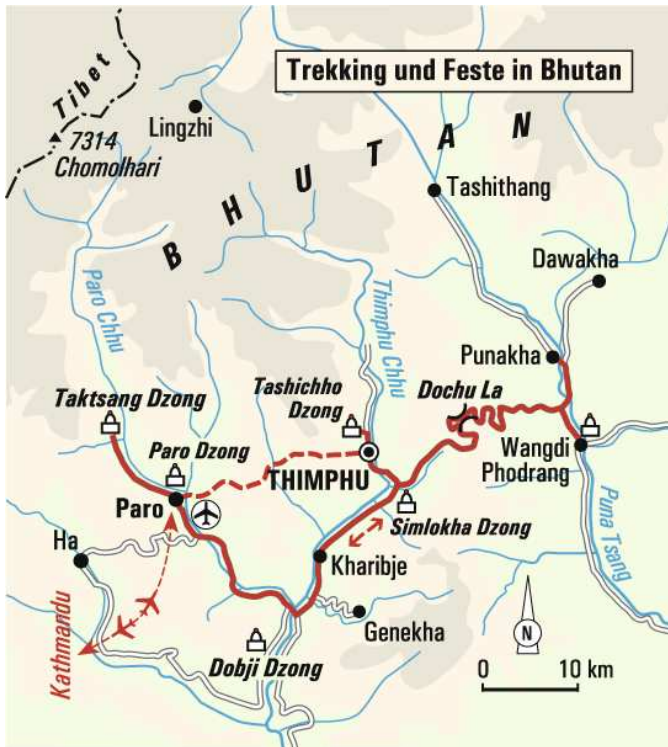 Trekking und Feste in Bhutan
Tibet
Lingzhi
7314
Chomolhari
BHUTAN
Tashithang
Dawakha
Paro Chhu
Thimphu Chhu
Punakha
Taktsang Dzong
Tashichho
Dzong
Dochu La
Paro Dzong
Wangdi
Phodrang
THIMPHU
Paro
Simlokha Dzong
Puna Tsang
Ha
Kharibje
Genekha
Kathmandu
Dobji Dzong
N
0 10 km